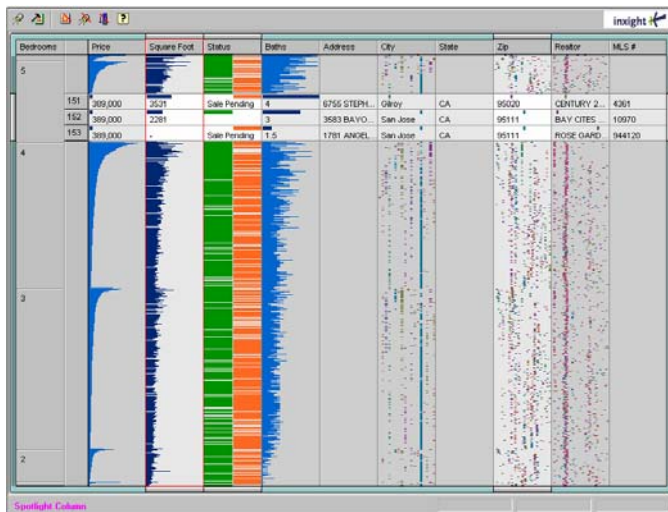 inxight
Bedrooms Price Square Foot Status Baths Address City State Zip Realtor MLS #
5
151 389,000 3531 Sale Pending 4 6755 STEPH... Gilroy CA 95020 CENTURY 2... 4361
152 389,000 2281 3 3583 BAYO... San Jose CA 95111 BAY CITES ... 10970
153 389,000 - Sale Pending 1.5 1781 ANGEL... San Jose CA 95111 ROSE GARD... 944120
4
3
2
Spotlight Column